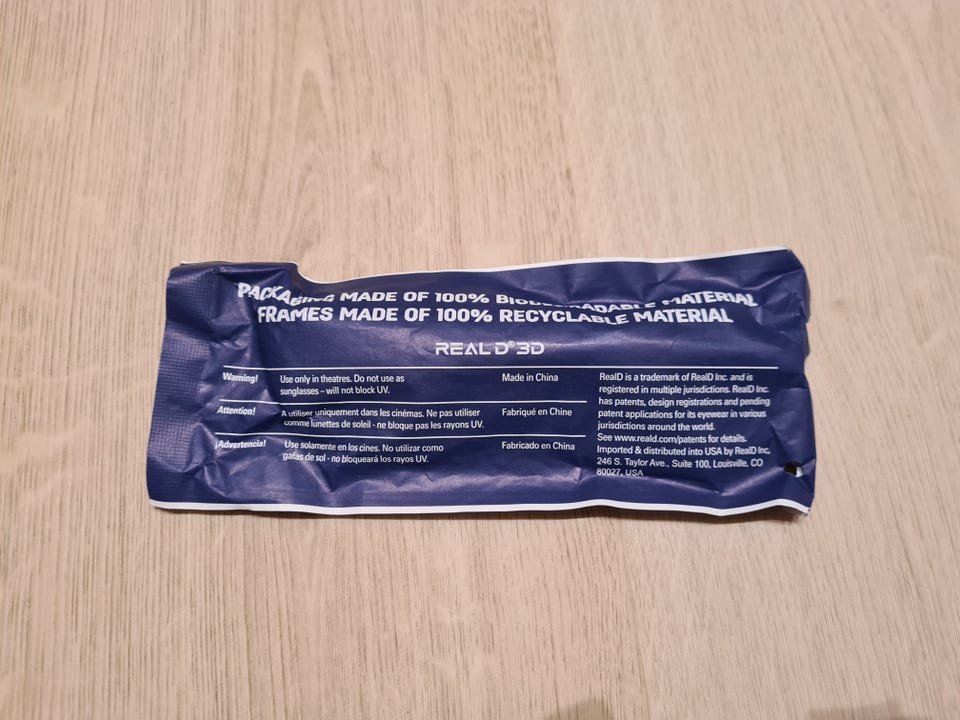 PACKAGING MADE OF 100% BIODEGRADABLE MATERIAL
FRAMES MADE OF 100% RECYCLABLE MATERIAL
REAL D® 3D
Warning!
Use only in theatres. Do not use as
sunglasses – will not block UV.
Made in China
Attention!
A utiliser uniquement dans les cinémas. Ne pas utiliser
comme lunettes de soleil - ne bloque pas les rayons UV.
Fabriqué en Chine
¡Advertencia!
Use solamente en los cines. No utilizar como
gafas de sol - no bloqueará los rayos UV.
Fabricado en China
RealD is a trademark of RealD Inc. and is
registered in multiple jurisdictions. RealD Inc.
has patents, design registrations and pending
patent applications for its eyewear in various
jurisdictions around the world.
See www.reald.com/patents for details.
Imported & distributed into USA by RealD Inc.
246 S. Taylor Ave., Suite 100, Louisville, CO
80027, USA